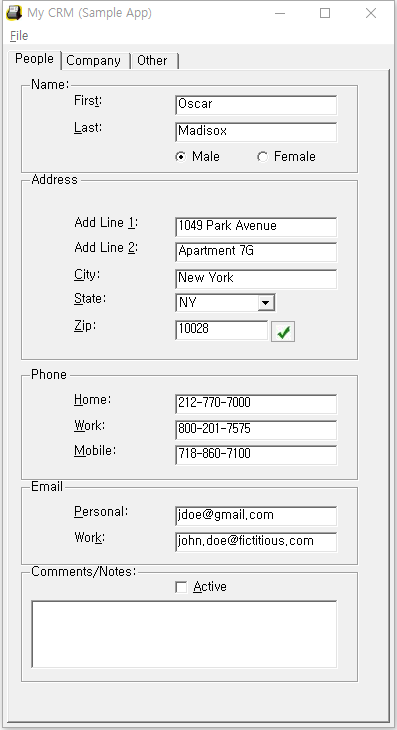 My CRM (Sample App)
File
People Company Other
Name:
First: Oscar
Last: Madisox
Male Female
Address
Add Line 1: 1049 Park Avenue
Add Line 2: Apartment 7G
City: New York
State: NY
Zip: 10028
Phone
Home: 212-770-7000
Work: 800-201-7575
Mobile: 718-860-7100
Email
Personal: jdoe@gmail.com
Work: john.doe@fictitious.com
Comments/Notes:
Active